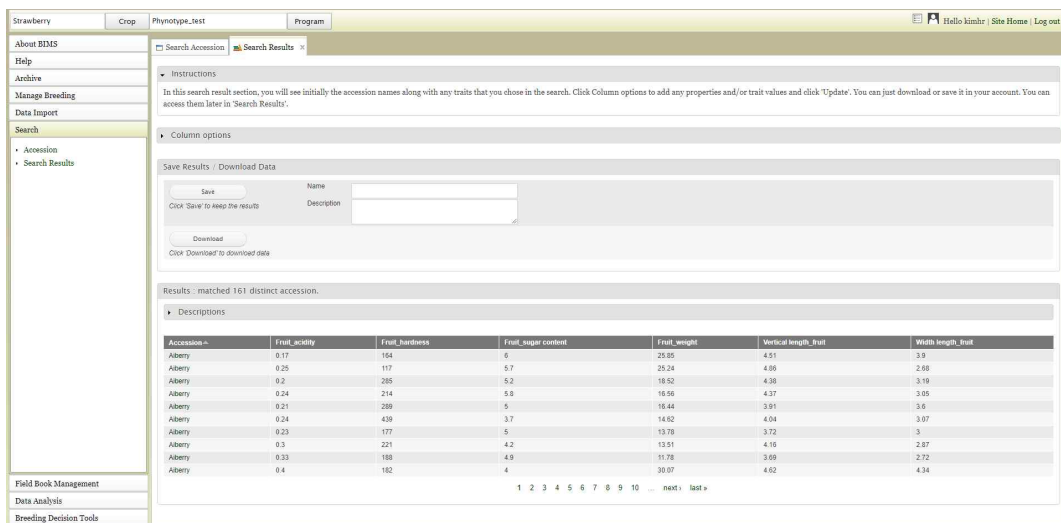 Strawberry Crop Phynotype_test Program Hello kimhr | Site Home | Log out
About BIMS
Help
Archive
Manage Breeding
Data Import
Search
Accession
Search Results
Field Book Management
Data Analysis
Breeding Decision Tools
Search Accession Search Results ×
Instructions
In this search result section, you will see initially the accession names along with any traits that you chose in the search. Click Column options to add any properties and/or trait values and click 'Update'. You can just download or save it in your account. You can
access them later in 'Search Results'.
Column options
Save Results / Download Data
Save Name
Click 'Save' to keep the results Description
Download
Click 'Download' to download data
Results : matched 161 distinct accession.
Descriptions
Accession Fruit_acidity Fruit_hardness Fruit_sugar content Fruit_weight Vertical length_fruit Width length_fruit
Aiberry 0.17 164 6 25.85 4.51 3.9
Aiberry 0.25 117 5.7 25.24 4.86 2.68
Aiberry 0.2 285 5.2 18.52 4.38 3.19
Aiberry 0.24 214 5.8 16.56 4.37 3.05
Aiberry 0.21 289 5 16.44 3.91 3.6
Aiberry 0.24 439 3.7 14.62 4.04 3.07
Aiberry 0.23 177 5 13.78 3.72 3
Aiberry 0.3 221 4.2 13.51 4.16 2.87
Aiberry 0.33 188 4.9 11.78 3.69 2.72
Aiberry 0.4 182 4 30.07 4.62 4.34
1 2 3 4 5 6 7 8 9 10 ... next › last »